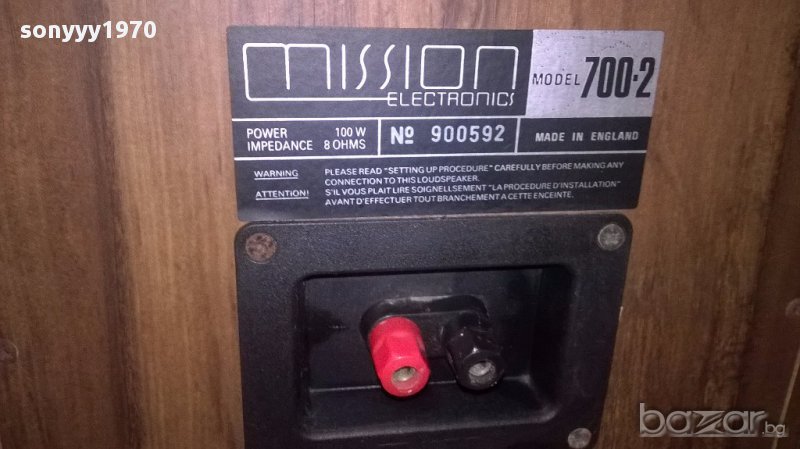 sonyyy1970
mission
ELECTRONICS
MODEL 700·2
POWER 100 W
IMPEDANCE 8 OHMS
Nº 900592
MADE IN ENGLAND
WARNING PLEASE READ "SETTING UP PROCEDURE" CAREFULLY BEFORE MAKING ANY
CONNECTION TO THIS LOUDSPEAKER.
ATTENTION! S'IL VOUS PLAIT LIRE SOIGNELLSEMENT "LA PROCEDURE D'INSTALLATION"
AVANT D'EFFECTUER TOUT BRANCHEMENT A CETTE ENCEINTE.
bazar.bg